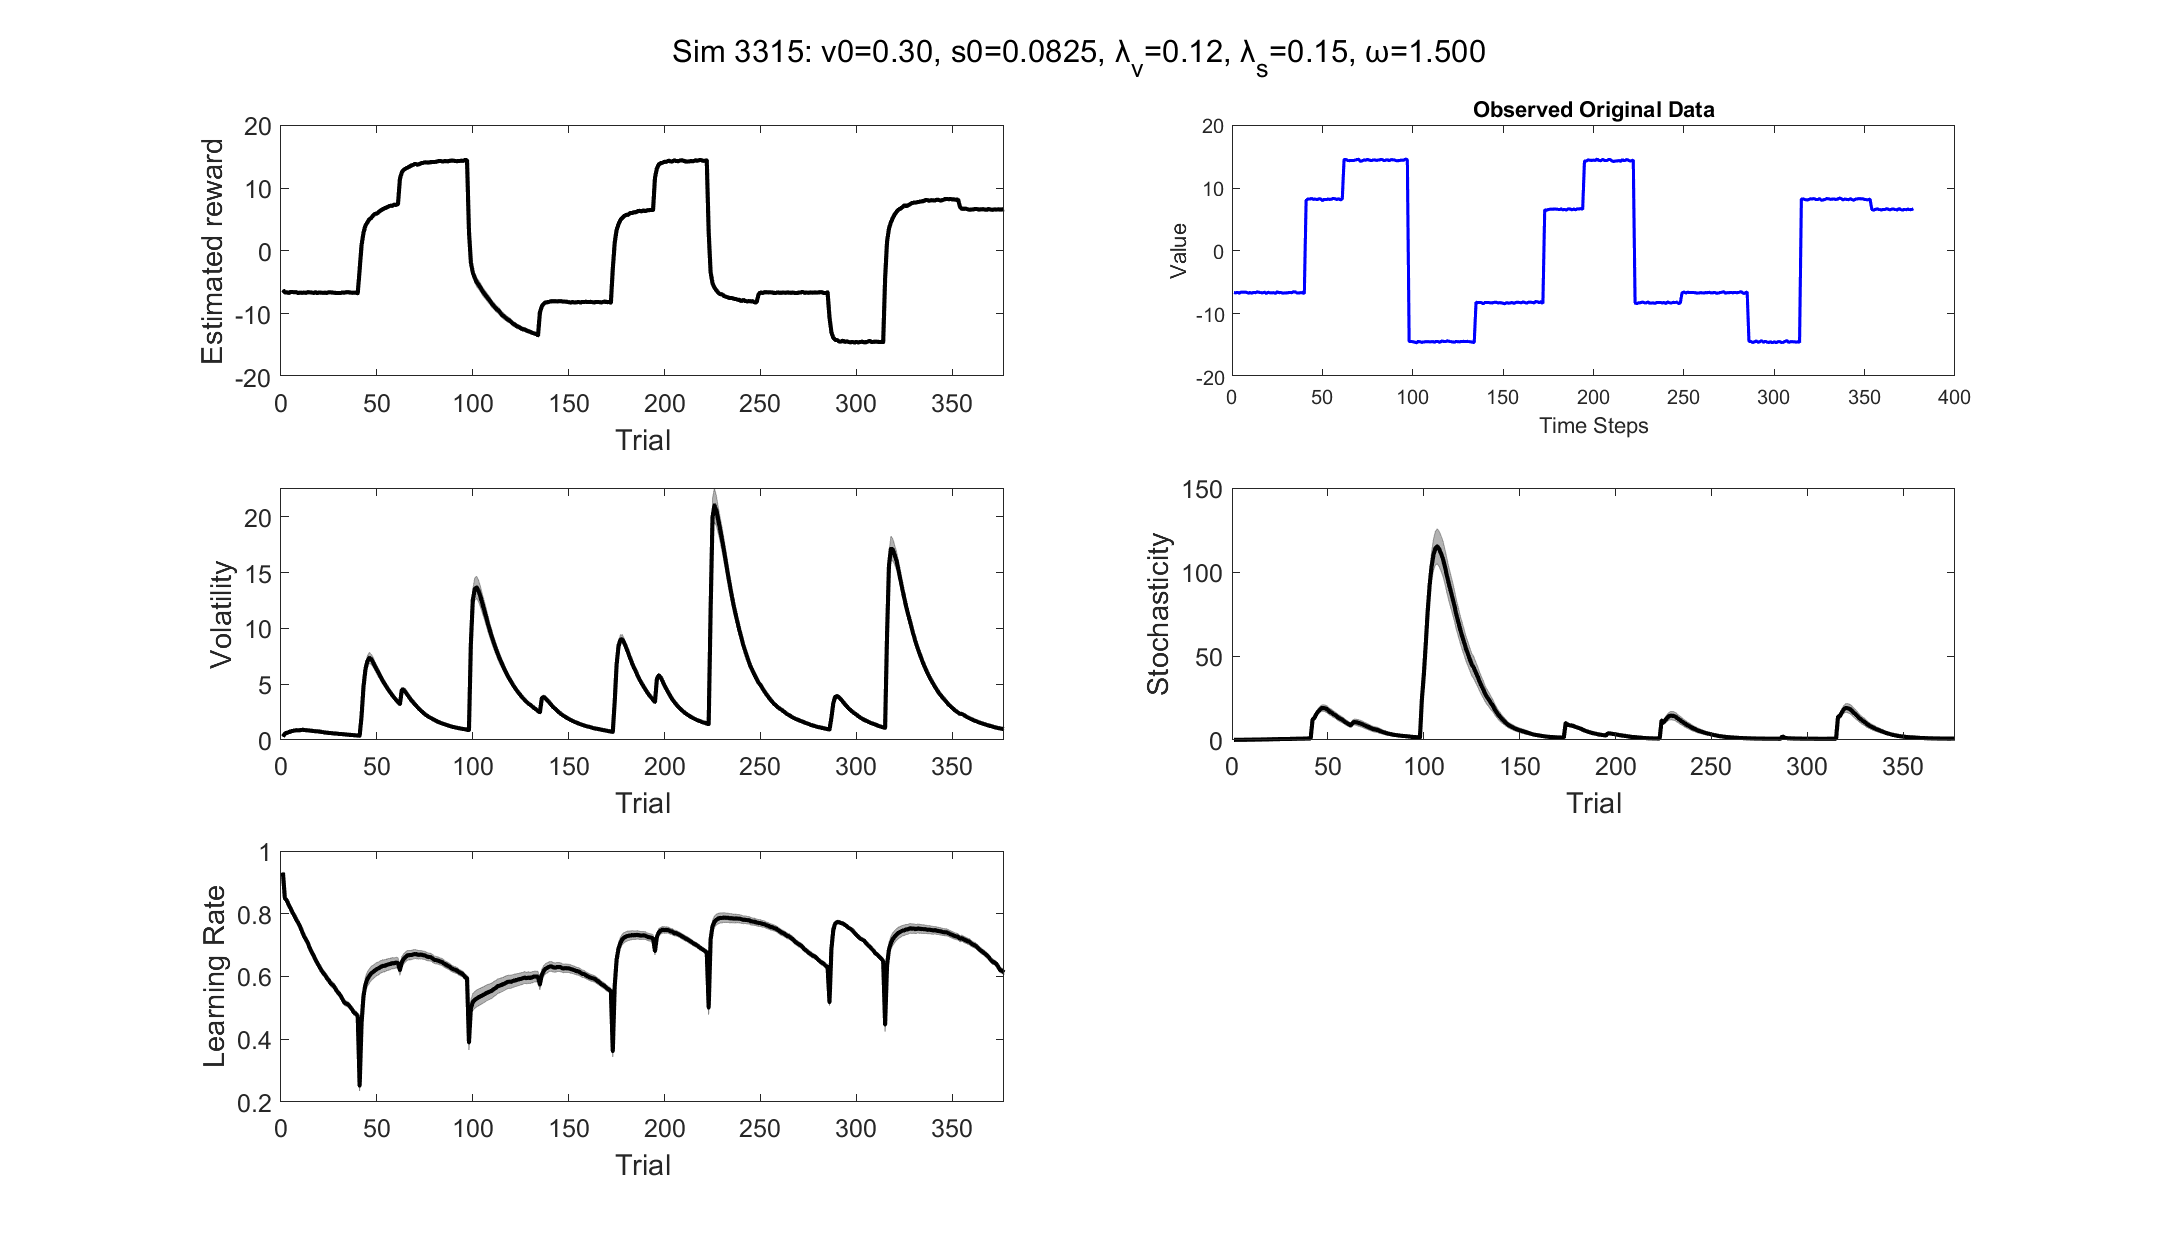 Sim 3315: v0=0.30, s0=0.0825, λ_v=0.12, λ_s=0.15, ω=1.500
Estimated reward
20
10
0
-10
-20
0 50 100 150 200 250 300 350
Trial
Observed Original Data
Value
20
10
0
-10
-20
0 50 100 150 200 250 300 350 400
Time Steps
Volatility
20
15
10
5
0
0 50 100 150 200 250 300 350
Trial
Stochasticity
150
100
50
0
0 50 100 150 200 250 300 350
Trial
Learning Rate
1
0.8
0.6
0.4
0.2
0 50 100 150 200 250 300 350
Trial